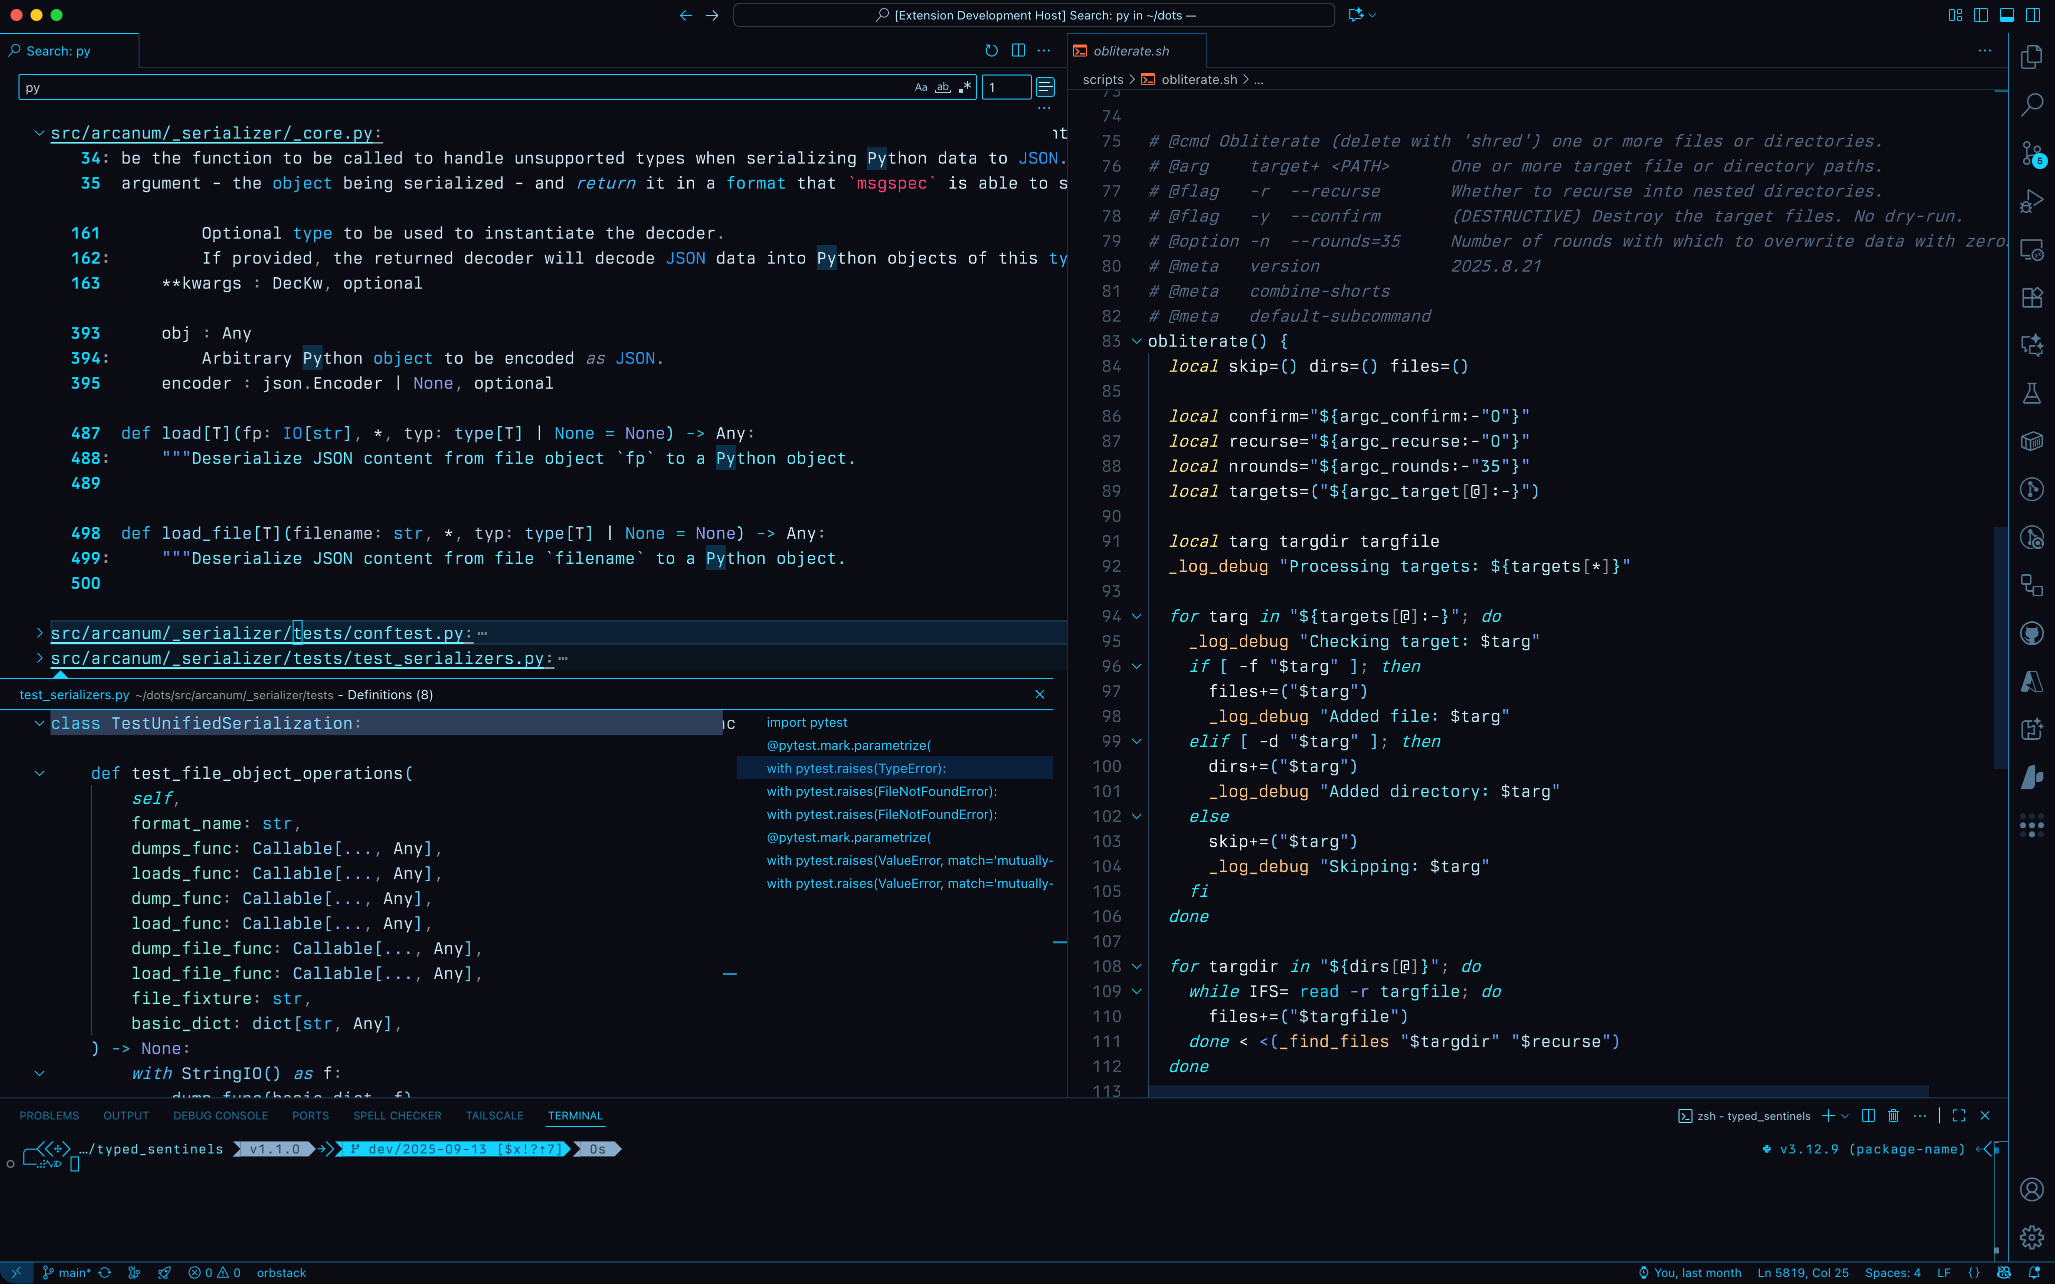 [Extension Development Host] Search: py in ~/dots —
Search: py
py
Aa ab .*
1
src/arcanum/_serializer/_core.py:
34: be the function to be called to handle unsupported types when serializing Python data to JSON.
35 argument - the object being serialized - and return it in a format that `msgspec` is able to s
161 Optional type to be used to instantiate the decoder.
162: If provided, the returned decoder will decode JSON data into Python objects of this ty
163 **kwargs : DecKw, optional
393 obj : Any
394: Arbitrary Python object to be encoded as JSON.
395 encoder : json.Encoder | None, optional
487 def load[T](fp: IO[str], *, typ: type[T] | None = None) -> Any:
488: """Deserialize JSON content from file object `fp` to a Python object.
489
498 def load_file[T](filename: str, *, typ: type[T] | None = None) -> Any:
499: """Deserialize JSON content from file `filename` to a Python object.
500
src/arcanum/_serializer/tests/conftest.py: ⋯
src/arcanum/_serializer/tests/test_serializers.py: ⋯
test_serializers.py ~/dots/src/arcanum/_serializer/tests - Definitions (8)
class TestUnifiedSerialization:
def test_file_object_operations(
self,
format_name: str,
dumps_func: Callable[..., Any],
loads_func: Callable[..., Any],
dump_func: Callable[..., Any],
load_func: Callable[..., Any],
dump_file_func: Callable[..., Any],
load_file_func: Callable[..., Any],
file_fixture: str,
basic_dict: dict[str, Any],
) -> None:
with StringIO() as f:
dump_func(basic_dict, f)
import pytest
@pytest.mark.parametrize(
with pytest.raises(TypeError):
with pytest.raises(FileNotFoundError):
with pytest.raises(FileNotFoundError):
@pytest.mark.parametrize(
with pytest.raises(ValueError, match='mutually-
with pytest.raises(ValueError, match='mutually-
obliterate.sh
scripts > obliterate.sh > ...
73
74
75 # @cmd Obliterate (delete with 'shred') one or more files or directories.
76 # @arg target+ <PATH> One or more target file or directory paths.
77 # @flag -r --recurse Whether to recurse into nested directories.
78 # @flag -y --confirm (DESTRUCTIVE) Destroy the target files. No dry-run.
79 # @option -n --rounds=35 Number of rounds with which to overwrite data with zero
80 # @meta version 2025.8.21
81 # @meta combine-shorts
82 # @meta default-subcommand
83 obliterate() {
84 local skip=() dirs=() files=()
85
86 local confirm="${argc_confirm:-"0"}"
87 local recurse="${argc_recurse:-"0"}"
88 local nrounds="${argc_rounds:-"35"}"
89 local targets=("${argc_target[@]:-}")
90
91 local targ targdir targfile
92 _log_debug "Processing targets: ${targets[*]}"
93
94 for targ in "${targets[@]:-}"; do
95 _log_debug "Checking target: $targ"
96 if [ -f "$targ" ]; then
97 files+=("$targ")
98 _log_debug "Added file: $targ"
99 elif [ -d "$targ" ]; then
100 dirs+=("$targ")
101 _log_debug "Added directory: $targ"
102 else
103 skip+=("$targ")
104 _log_debug "Skipping: $targ"
105 fi
106 done
107
108 for targdir in "${dirs[@]}"; do
109 while IFS= read -r targfile; do
110 files+=("$targfile")
111 done < <(_find_files "$targdir" "$recurse")
112 done
113
5
PROBLEMS OUTPUT DEBUG CONSOLE PORTS SPELL CHECKER TAILSCALE TERMINAL
zsh - typed_sentinels
…/typed_sentinels v1.1.0 dev/2025-09-13 [$x!?↑7] 0s
v3.12.9 (package-name)
main* 0 0 orbstack
You, last month Ln 5819, Col 25 Spaces: 4 LF {}